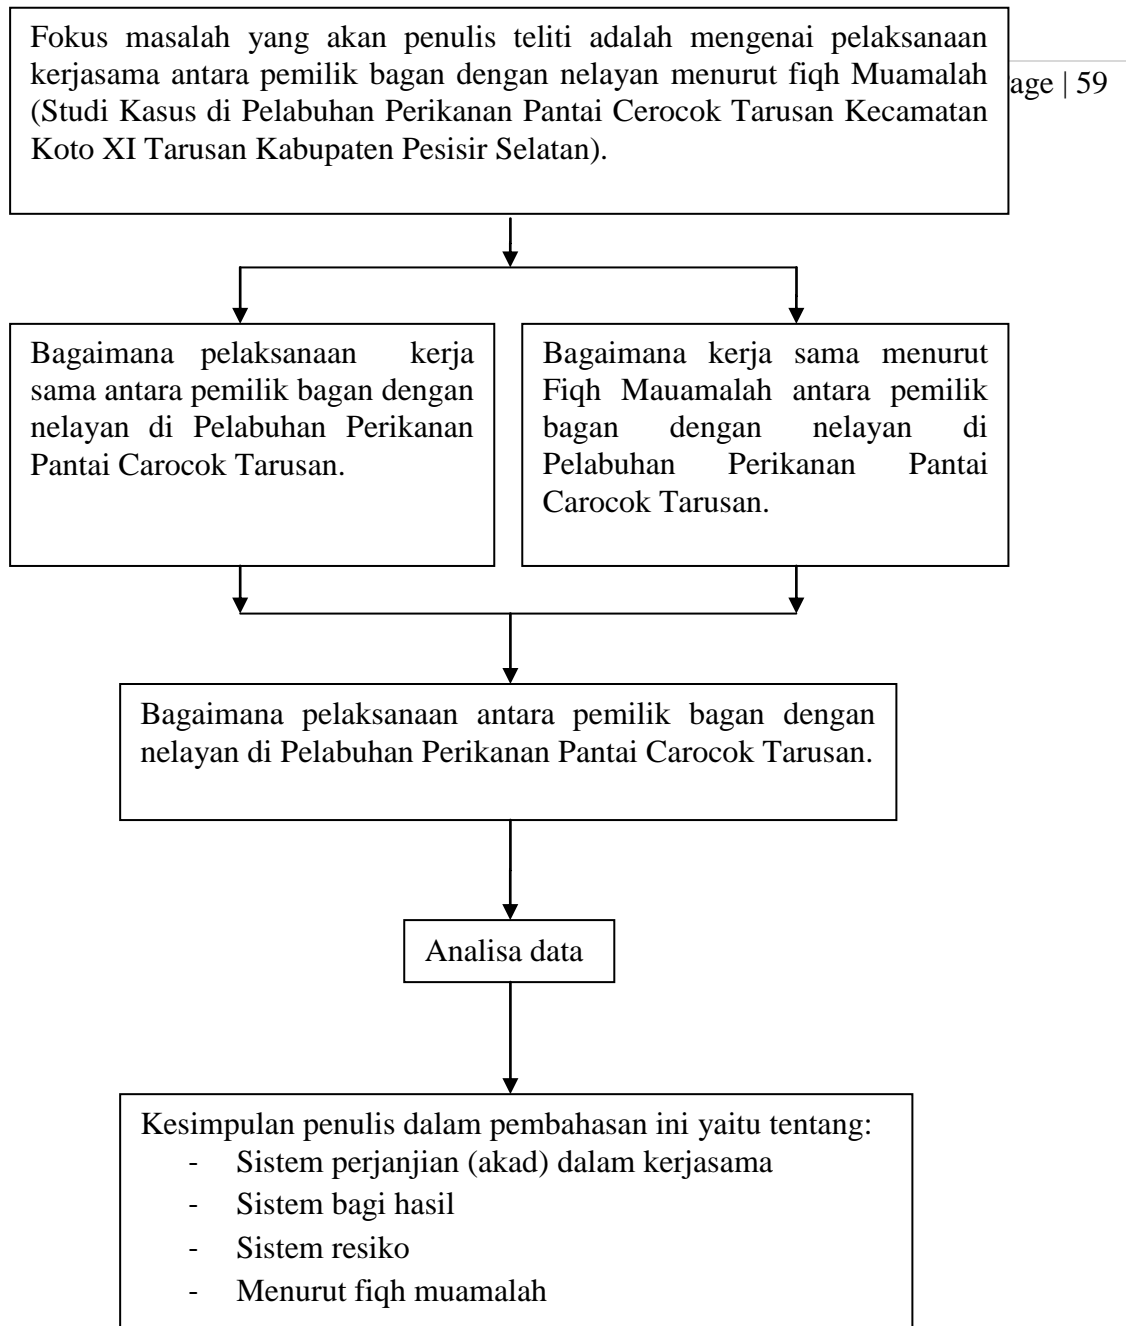 Fokus masalah yang akan penulis teliti adalah mengenai pelaksanaan
kerjasama antara pemilik bagan dengan nelayan menurut fiqh Muamalah
(Studi Kasus di Pelabuhan Perikanan Pantai Cerocok Tarusan Kecamatan
Koto XI Tarusan Kabupaten Pesisir Selatan).
age | 59
Bagaimana pelaksanaan kerja
sama antara pemilik bagan dengan
nelayan di Pelabuhan Perikanan
Pantai Carocok Tarusan.
Bagaimana kerja sama menurut
Fiqh Mauamalah antara pemilik
bagan dengan nelayan di
Pelabuhan Perikanan Pantai
Carocok Tarusan.
Bagaimana pelaksanaan antara pemilik bagan dengan
nelayan di Pelabuhan Perikanan Pantai Carocok Tarusan.
Analisa data
Kesimpulan penulis dalam pembahasan ini yaitu tentang:
- Sistem perjanjian (akad) dalam kerjasama
- Sistem bagi hasil
- Sistem resiko
- Menurut fiqh muamalah